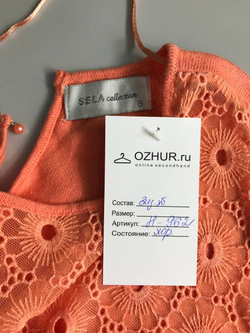 SELA collection
S
OZHUR.ru
online secondhand
Состав:
Размер:
Артикул: Н-962
Состояние: хор